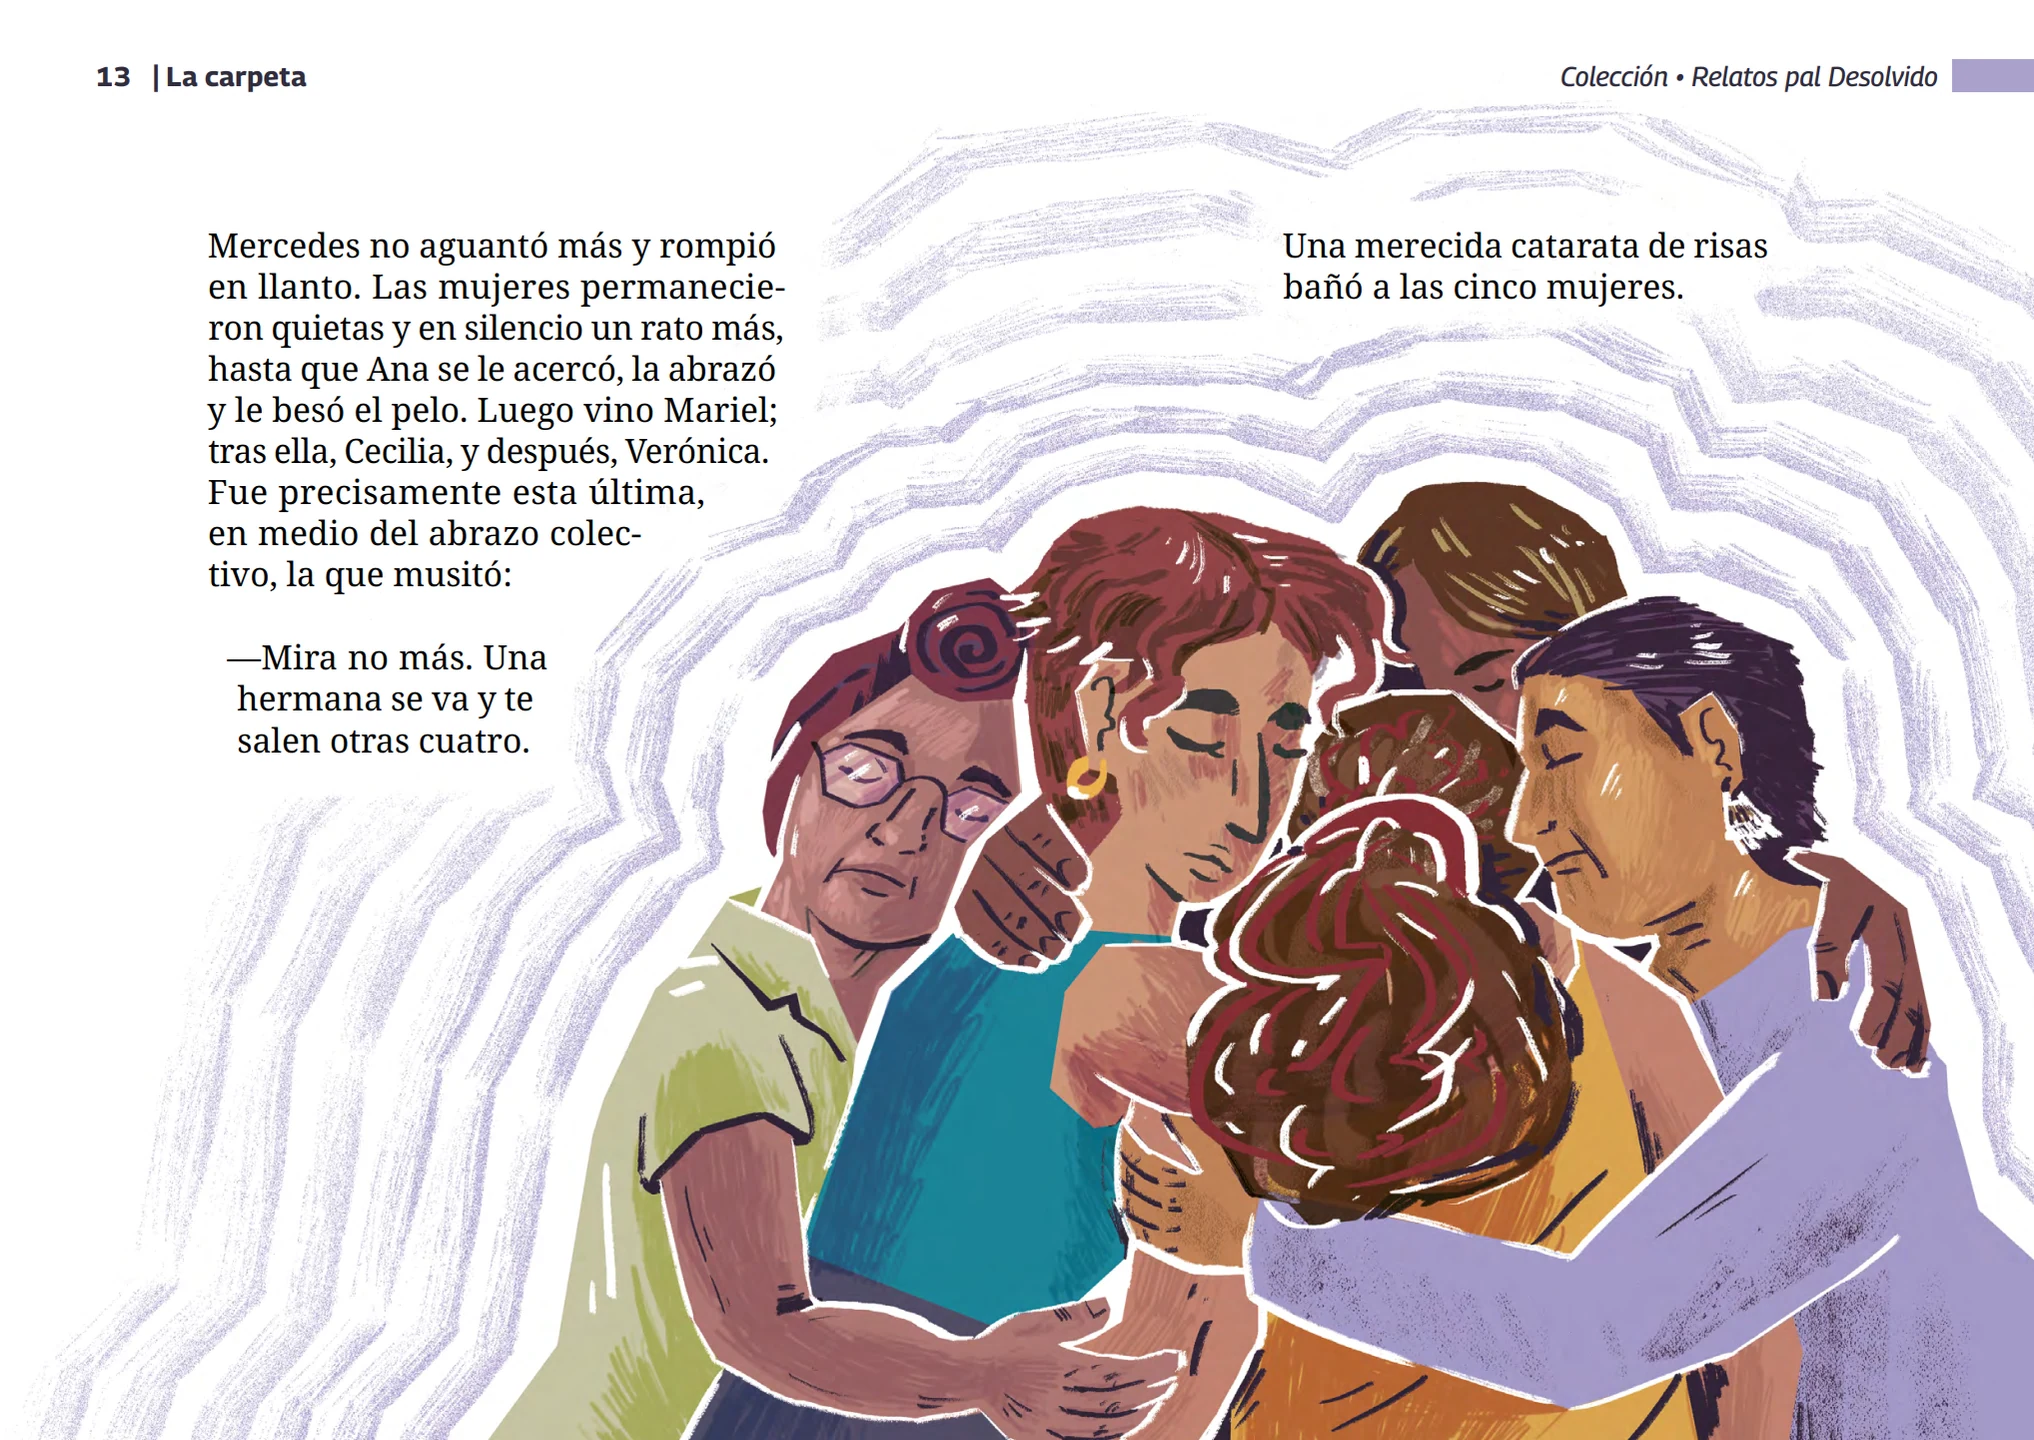 13 | La carpeta
Colección • Relatos pal Desolvido
Mercedes no aguantó más y rompió
en llanto. Las mujeres permanecie-
ron quietas y en silencio un rato más,
hasta que Ana se le acercó, la abrazó
y le besó el pelo. Luego vino Mariel;
tras ella, Cecilia, y después, Verónica.
Fue precisamente esta última,
en medio del abrazo colec-
tivo, la que musitó:
—Mira no más. Una
hermana se va y te
salen otras cuatro.
Una merecida catarata de risas
bañó a las cinco mujeres.